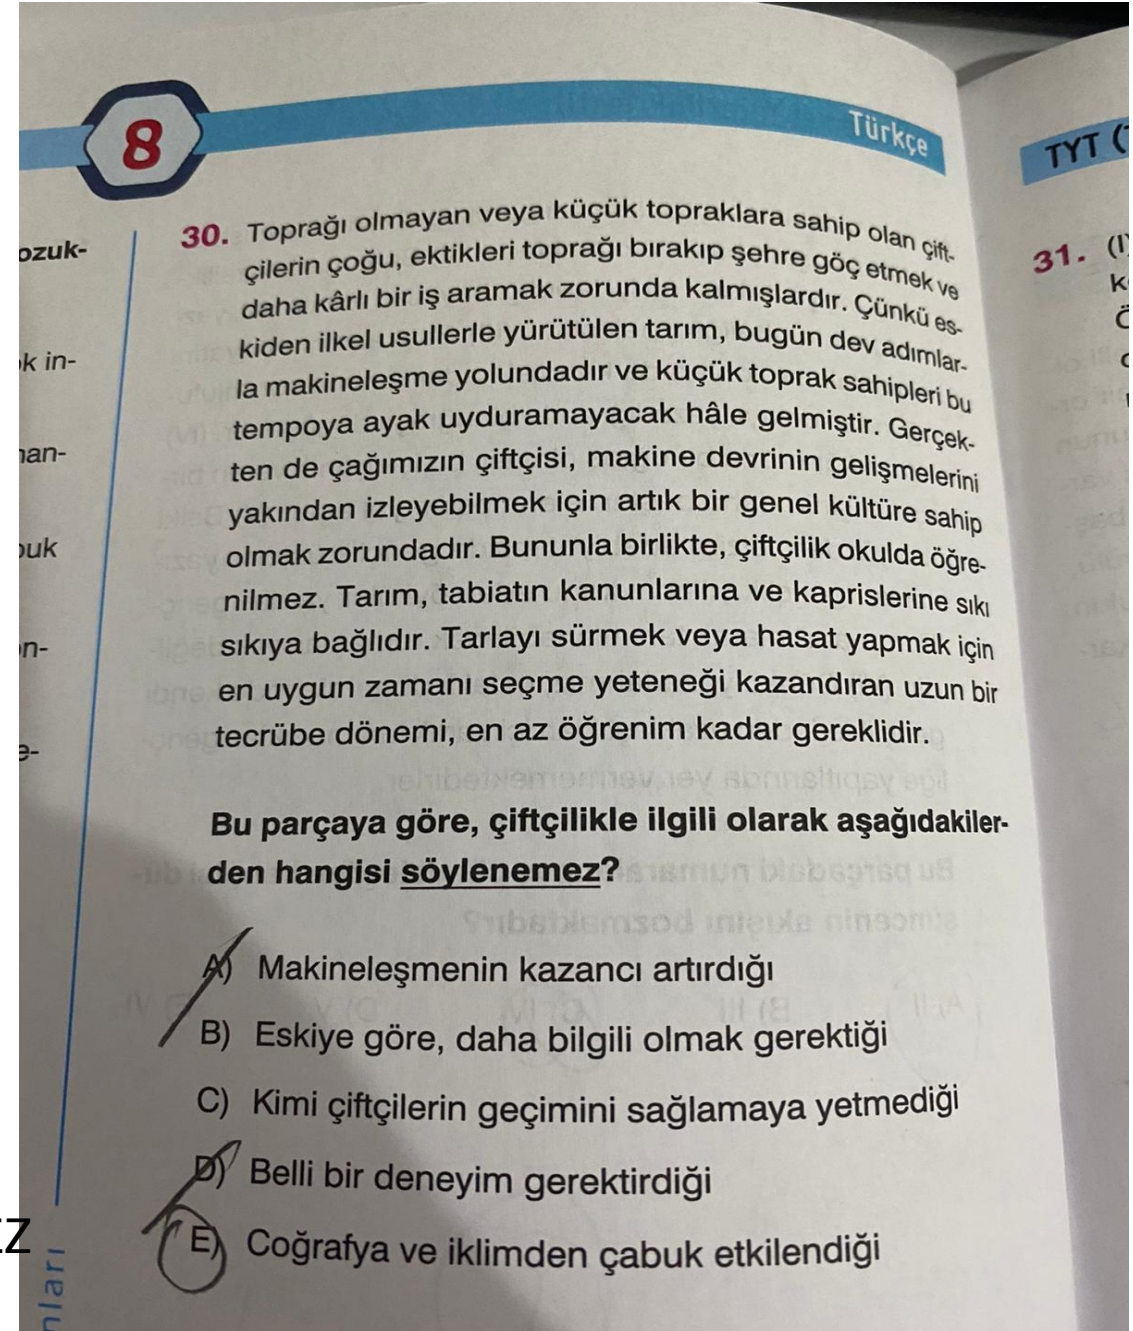 8
Türkçe
TYT (
ozuk-
k in-
nan-
ouk
n-
e-
30. Toprağı olmayan veya küçük topraklara sahip olan çift-
çilerin çoğu, ektikleri toprağı bırakıp şehre göç etmek ve
daha kârlı bir iş aramak zorunda kalmışlardır. Çünkü es-
kiden ilkel usullerle yürütülen tarım, bugün dev adımlar-
la makineleşme yolundadır ve küçük toprak sahipleri bu
tempoya ayak uyduramayacak hâle gelmiştir. Gerçek-
ten de çağımızın çiftçisi, makine devrinin gelişmelerini
yakından izleyebilmek için artık bir genel kültüre sahip
olmak zorundadır. Bununla birlikte, çiftçilik okulda öğre-
nilmez. Tarım, tabiatın kanunlarına ve kaprislerine sıkı
sıkıya bağlıdır. Tarlayı sürmek veya hasat yapmak için
en uygun zamanı seçme yeteneği kazandıran uzun bir
tecrübe dönemi, en az öğrenim kadar gereklidir.
Bu parçaya göre, çiftçilikle ilgili olarak aşağıdakiler-
den hangisi söylenemez?
A) Makineleşmenin kazancı artırdığı
B) Eskiye göre, daha bilgili olmak gerektiği
C) Kimi çiftçilerin geçimini sağlamaya yetmediği
D) Belli bir deneyim gerektirdiği
E) Coğrafya ve iklimden çabuk etkilendiği
31. (I)
nları